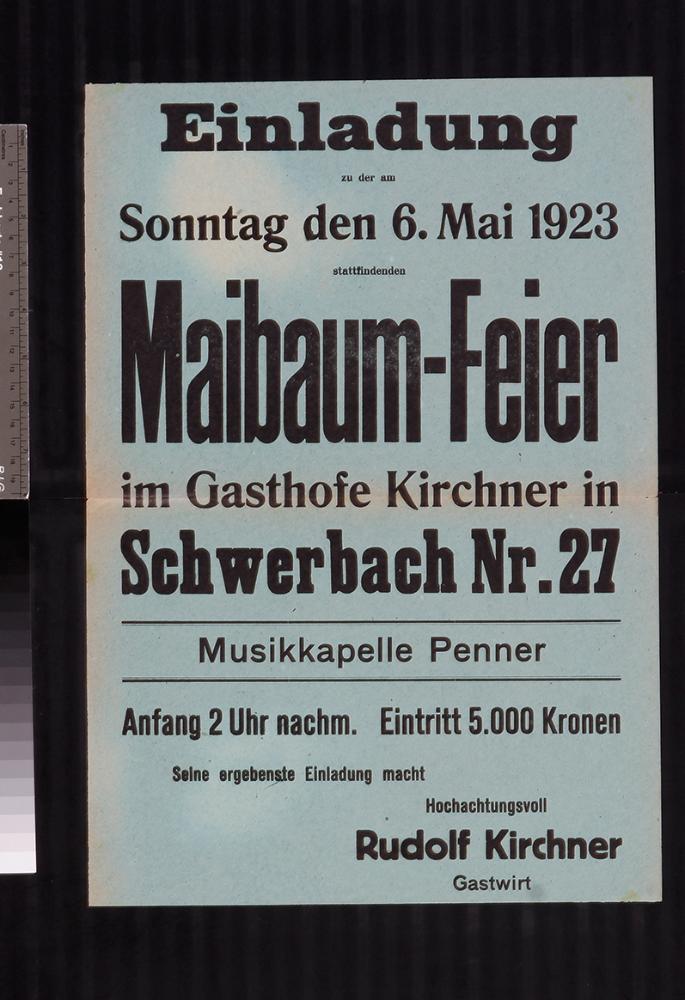 Einladung
zu der am
Sonntag den 6. Mai 1923
stattfindenden
Maibaum-Feier
im Gasthofe Kirchner in
Schwerbach Nr. 27
Musikkapelle Penner
Anfang 2 Uhr nachm. Eintritt 5.000 Kronen
Seine ergebenste Einladung macht
Hochachtungsvoll
Rudolf Kirchner
Gastwirt